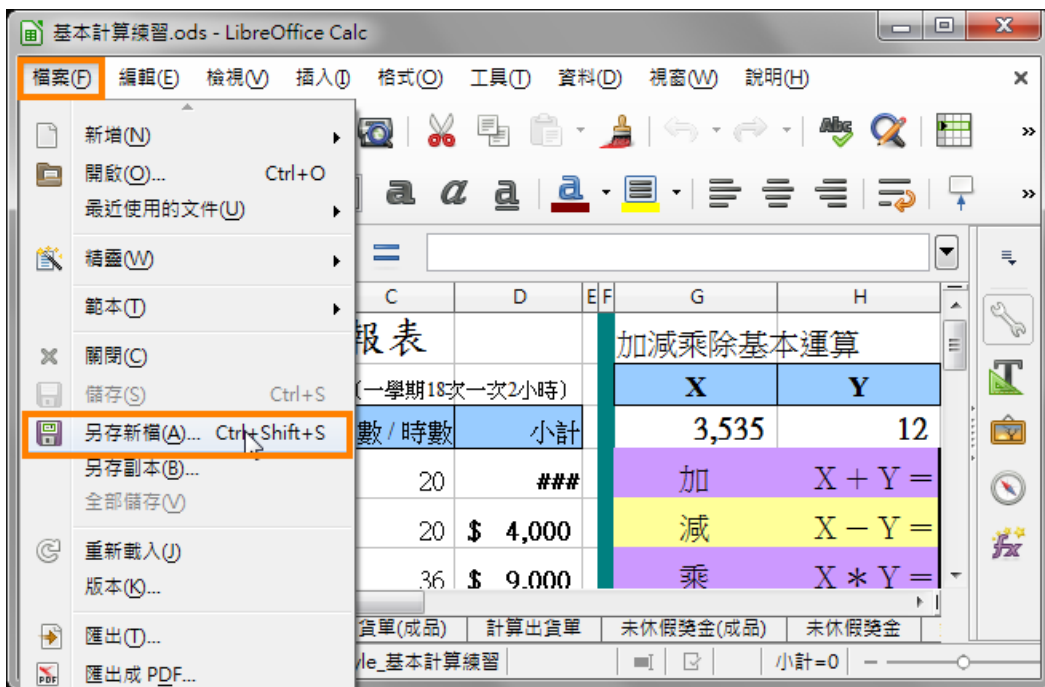 基本計算練習.ods - LibreOffice Calc
檔案(F) 編輯(E) 檢視(V) 插入(I) 格式(O) 工具(T) 資料(D) 視窗(W) 說明(H)
新增(N)
開啟(O)... Ctrl+O
最近使用的文件(U)
精靈(W)
範本(T)
關閉(C)
儲存(S) Ctrl+S
另存新檔(A)... Ctrl+Shift+S
另存副本(B)...
全部儲存(V)
重新載入(J)
版本(K)...
匯出(T)...
匯出成 PDF...
C D E F G H
報表 加減乘除基本運算
(一學期18次一次2小時) X Y
數 / 時數 小計 3,535 12
20 ### 加 X + Y =
20 $ 4,000 減 X − Y =
36 $ 9,000 乘 X * Y =
貨單(成品) 計算出貨單 未休假獎金(成品) 未休假獎金
yle_基本計算練習 小計=0